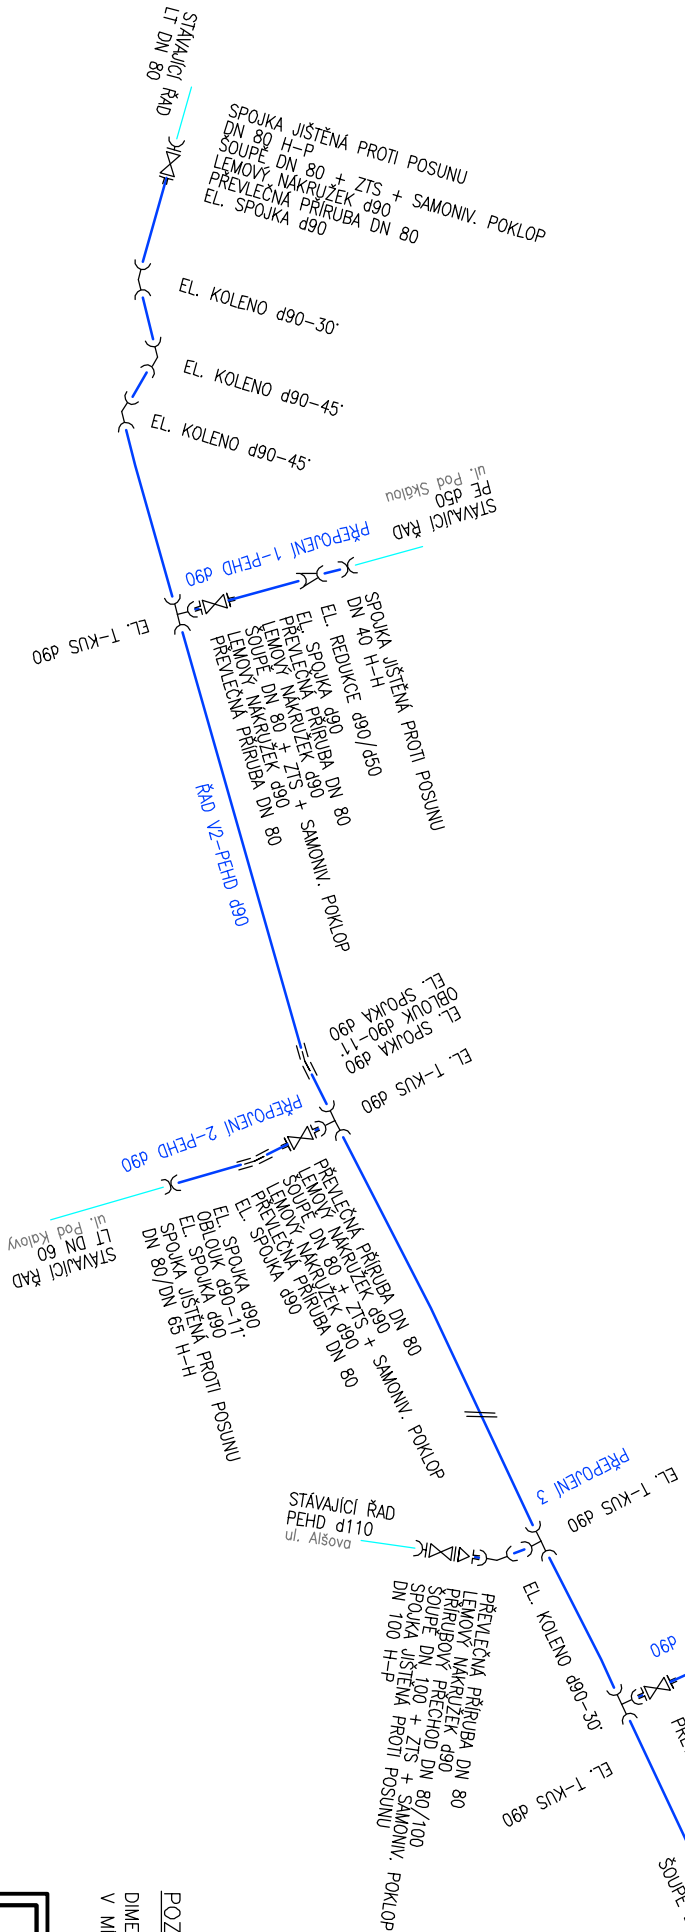 STÁVAJÍCÍ ŘAD
LT DN 80
SPOJKA JIŠTĚNÁ PROTI POSUNU
DN 80 H-P
ŠOUPĚ DN 80 + ZTS + SAMONIV. POKLOP
LEMOVÝ NÁKRUŽEK d90
PŘEVLEČNÁ PŘÍRUBA DN 80
EL. SPOJKA d90
EL. KOLENO d90-30°
EL. KOLENO d90-45°
EL. KOLENO d90-45°
STÁVAJÍCÍ ŘAD
PE d50
ul. Pod Skálou
PŘEPOJENÍ 1-PEHD d90
EL. T-KUS d90
SPOJKA JIŠTĚNÁ PROTI POSUNU
DN 40 H-H
EL. REDUKCE d90/d50
EL. SPOJKA d90
PŘEVLEČNÁ PŘÍRUBA DN 80
LEMOVÝ NÁKRUŽEK d90
ŠOUPĚ DN 80 + ZTS + SAMONIV. POKLOP
LEMOVÝ NÁKRUŽEK d90
PŘEVLEČNÁ PŘÍRUBA DN 80
ŘAD V2-PEHD d90
EL. SPOJKA d90
OBLOUK d90-11°
EL. SPOJKA d90
EL. T-KUS d90
PŘEPOJENÍ 2-PEHD d90
STÁVAJÍCÍ ŘAD
LT DN 60
ul. Pod Kalovy
PŘEVLEČNÁ PŘÍRUBA DN 80
LEMOVÝ NÁKRUŽEK d90
ŠOUPĚ DN 80 + ZTS + SAMONIV. POKLOP
LEMOVÝ NÁKRUŽEK d90
PŘEVLEČNÁ PŘÍRUBA DN 80
EL. SPOJKA d90
EL. SPOJKA d90
OBLOUK d90-11°
EL. SPOJKA d90
SPOJKA JIŠTĚNÁ PROTI POSUNU
DN 80/DN 65 H-H
PŘEPOJENÍ 3
EL. T-KUS d90
STÁVAJÍCÍ ŘAD
PEHD d110
ul. Alšova
PŘEVLEČNÁ PŘÍRUBA DN 80
LEMOVÝ NÁKRUŽEK d90
PŘÍRUBOVÝ PŘECHOD DN 80/100
ŠOUPĚ DN 100 + ZTS + SAMONIV. POKLOP
SPOJKA JIŠTĚNÁ PROTI POSUNU
DN 100 H-P
EL. KOLENO d90-30°
d90
EL. T-KUS d90
ŠOUPĚ
POZ
DIME
V M